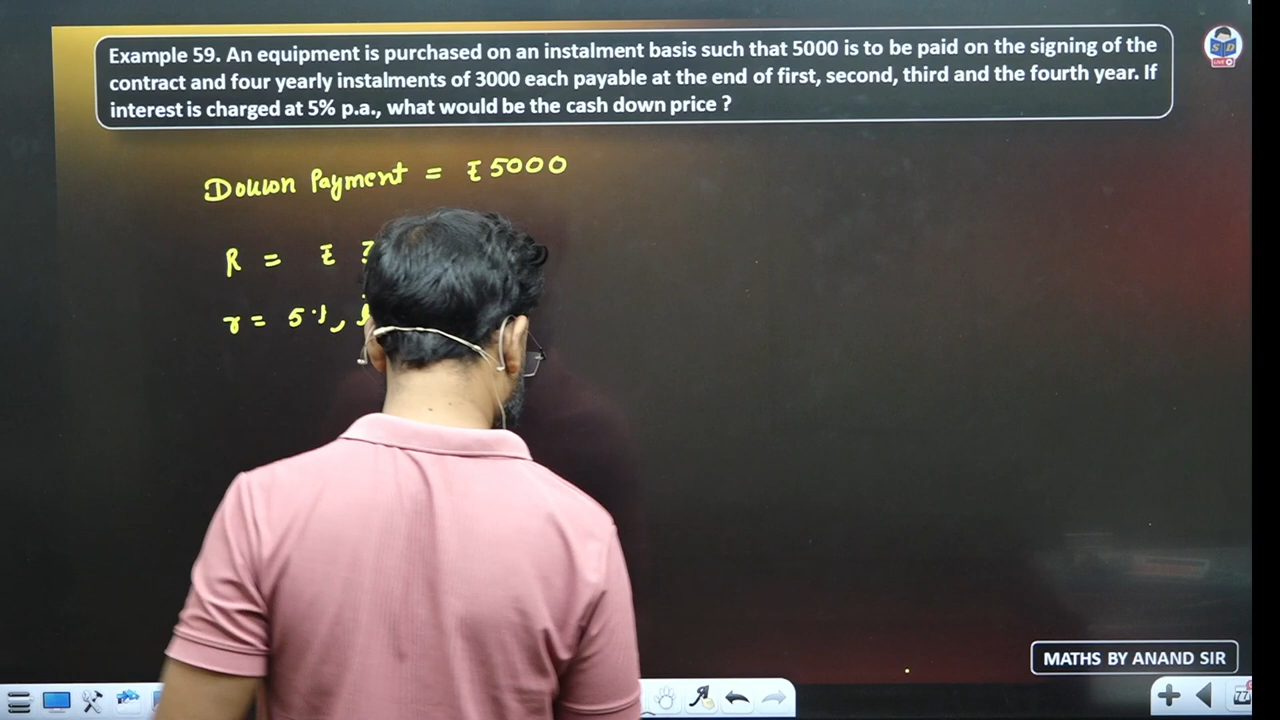 Example 59. An equipment is purchased on an instalment basis such that 5000 is to be paid on the signing of the
contract and four yearly instalments of 3000 each payable at the end of first, second, third and the fourth year. If
interest is charged at 5% p.a., what would be the cash down price ?
Down Payment = ₹ 5000
R = ₹
r = 5%,
MATHS BY ANAND SIR
SD
LIVE
77